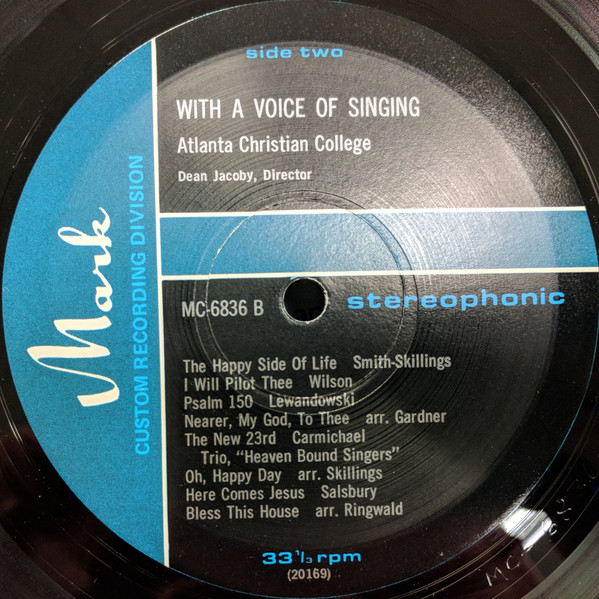 side two
WITH A VOICE OF SINGING
Atlanta Christian College
Dean Jacoby, Director
Mark
CUSTOM RECORDING DIVISION
MC-6836 B
stereophonic
The Happy Side Of Life Smith-Skillings
I Will Pilot Thee Wilson
Psalm 150 Lewandowski
Nearer, My God, To Thee arr. Gardner
The New 23rd Carmichael
Trio, "Heaven Bound Singers"
Oh, Happy Day arr. Skillings
Here Comes Jesus Salsbury
Bless This House arr. Ringwald
33 1/3 rpm
(20169)